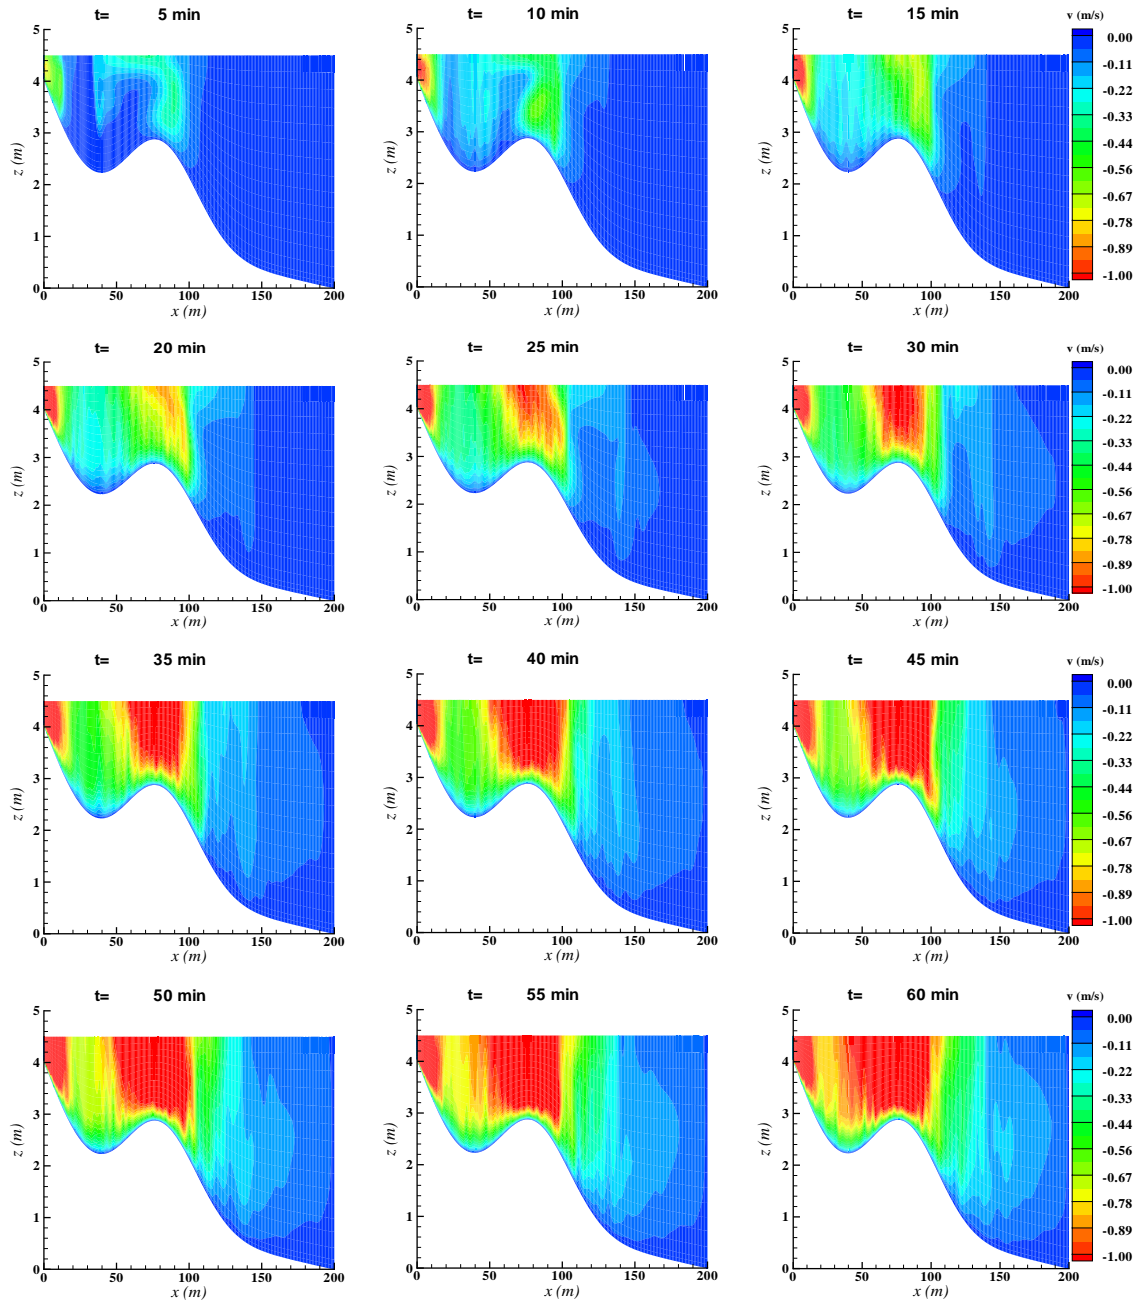 t= 5 min
t= 10 min
t= 15 min
v (m/s)
5
4
3
2
1
0
z (m)
0 50 100 150 200
x (m)
5
4
3
2
1
0
z (m)
0 50 100 150 200
x (m)
5
4
3
2
1
0
z (m)
0 50 100 150 200
x (m)
0.00
-0.11
-0.22
-0.33
-0.44
-0.56
-0.67
-0.78
-0.89
-1.00
t= 20 min
t= 25 min
t= 30 min
v (m/s)
5
4
3
2
1
0
z (m)
0 50 100 150 200
x (m)
5
4
3
2
1
0
z (m)
0 50 100 150 200
x (m)
5
4
3
2
1
0
z (m)
0 50 100 150 200
x (m)
0.00
-0.11
-0.22
-0.33
-0.44
-0.56
-0.67
-0.78
-0.89
-1.00
t= 35 min
t= 40 min
t= 45 min
v (m/s)
5
4
3
2
1
0
z (m)
0 50 100 150 200
x (m)
5
4
3
2
1
0
z (m)
0 50 100 150 200
x (m)
5
4
3
2
1
0
z (m)
0 50 100 150 200
x (m)
0.00
-0.11
-0.22
-0.33
-0.44
-0.56
-0.67
-0.78
-0.89
-1.00
t= 50 min
t= 55 min
t= 60 min
v (m/s)
5
4
3
2
1
0
z (m)
0 50 100 150 200
x (m)
5
4
3
2
1
0
z (m)
0 50 100 150 200
x (m)
5
4
3
2
1
0
z (m)
0 50 100 150 200
x (m)
0.00
-0.11
-0.22
-0.33
-0.44
-0.56
-0.67
-0.78
-0.89
-1.00